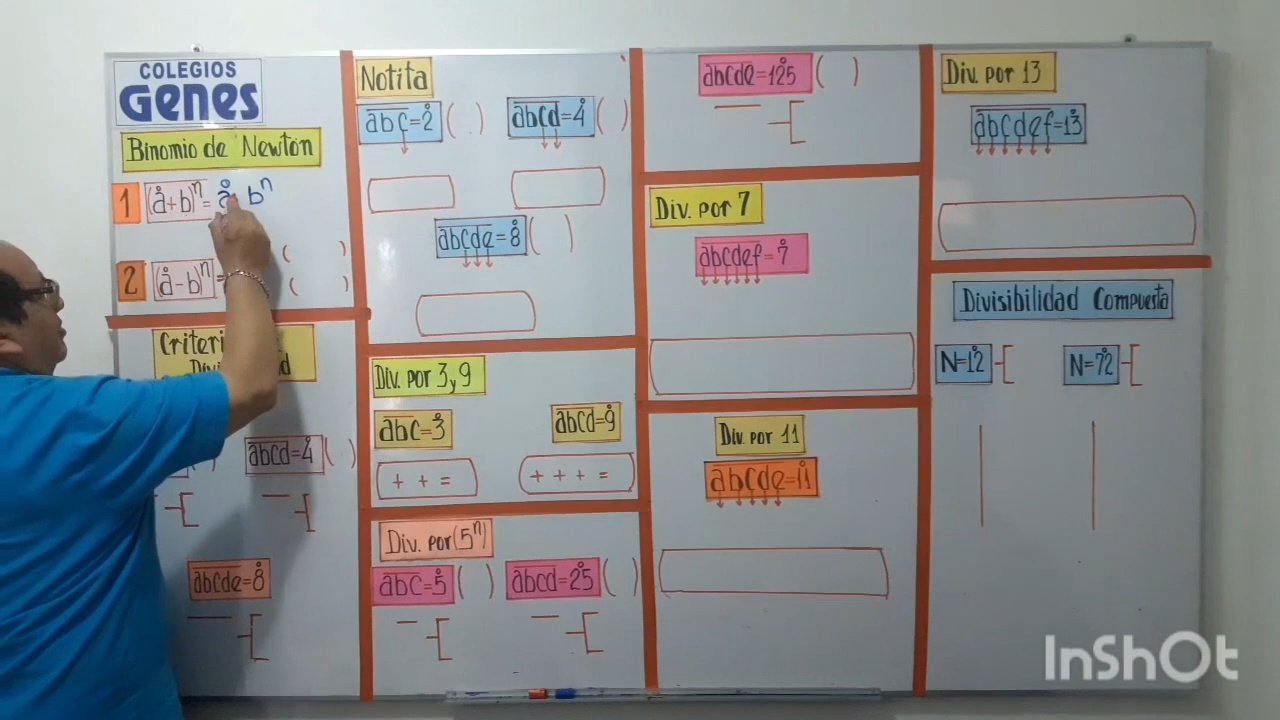 COLEGIOS
GENES
Binomio de Newton
1 (å+b)ⁿ = å bⁿ
( )
2 (å-b)ⁿ = ( )
Criteri
Divi d
abcd=4̊ ( )
abcde=8̊
Notita
abc=2̊ ( )
abcd=4̊ ( )
abcde=8̊ ( )
Div. por 3,9
abc=3̊
abcd=9̊
+ + =
+ + + =
Div. por (5ⁿ)
abc=5̊ ( )
abcd=25̊ ( )
abcde=125̊ ( )
Div. por 7
abcdef=7̊
Div. por 11
abcde=11̊
Div. por 13
abcdef=13̊
Divisibilidad Compuesta
N=12̊
N=72̊
InShOt